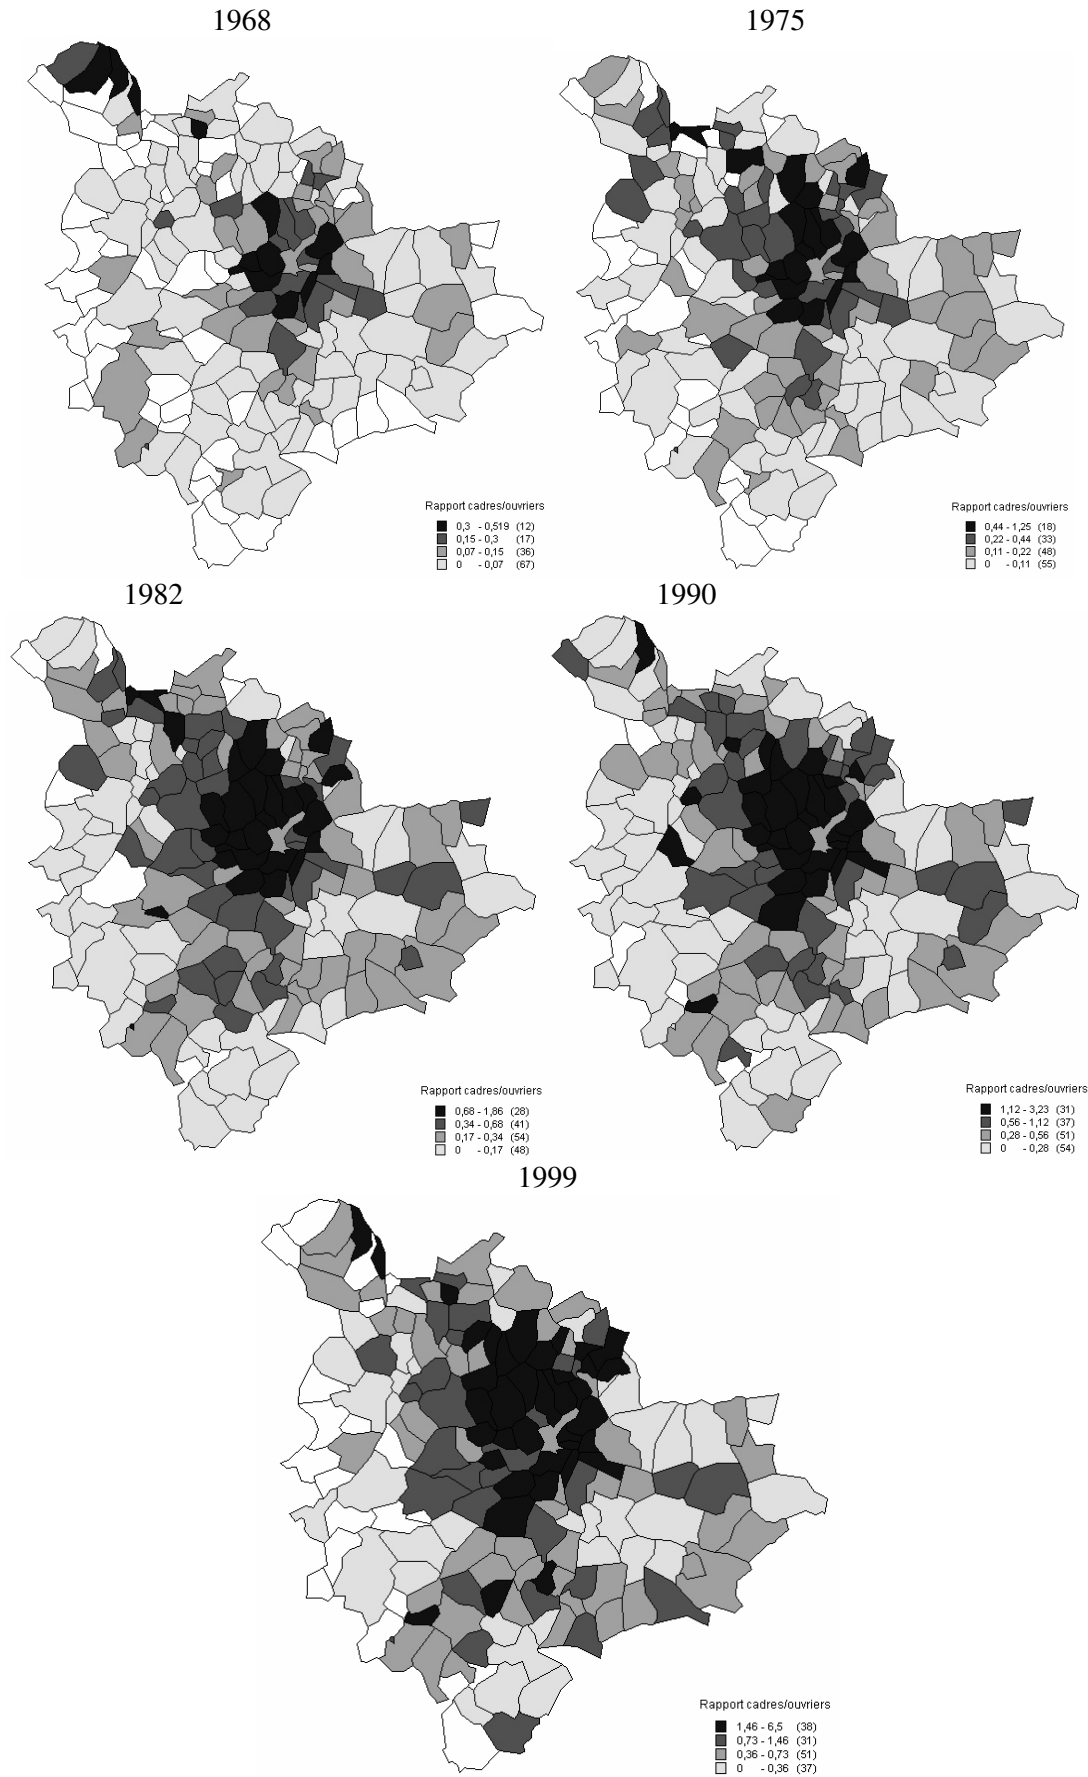 1968
1975
Rapport cadres/ouvriers
0,3 - 0,519 (12)
0,15 - 0,3 (17)
0,07 - 0,15 (36)
0 - 0,07 (67)
Rapport cadres/ouvriers
0,44 - 1,25 (18)
0,22 - 0,44 (33)
0,11 - 0,22 (48)
0 - 0,11 (55)
1982
1990
Rapport cadres/ouvriers
0,68 - 1,86 (28)
0,34 - 0,68 (41)
0,17 - 0,34 (54)
0 - 0,17 (48)
Rapport cadres/ouvriers
1,12 - 3,23 (31)
0,56 - 1,12 (37)
0,28 - 0,56 (51)
0 - 0,28 (54)
1999
Rapport cadres/ouvriers
1,46 - 6,5 (38)
0,73 - 1,46 (31)
0,36 - 0,73 (51)
0 - 0,36 (37)